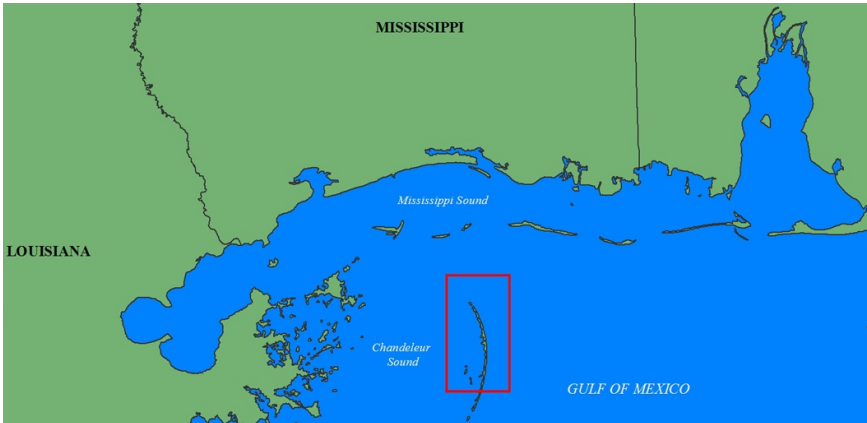 MISSISSIPPI
Mississippi Sound
LOUISIANA
Chandeleur
Sound
GULF OF MEXICO